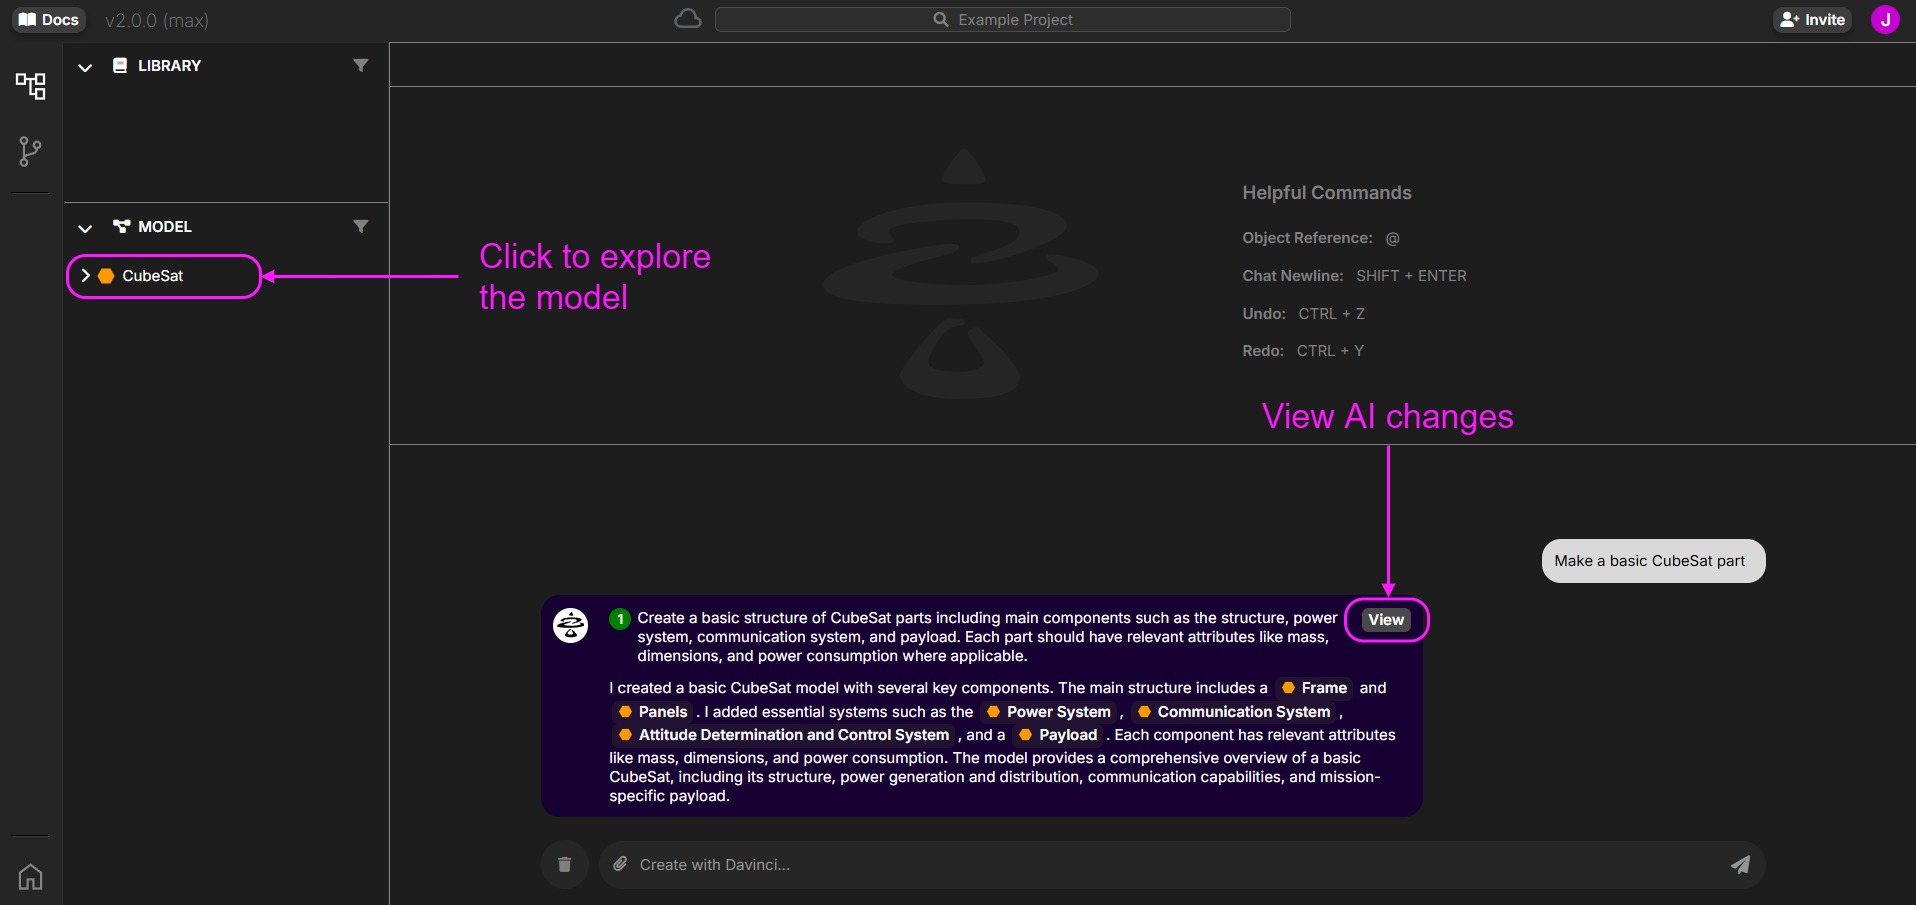 Docs v2.0.0 (max)
Example Project
Invite
J
LIBRARY
MODEL
CubeSat
Click to explore
the model
Helpful Commands
Object Reference: @
Chat Newline: SHIFT + ENTER
Undo: CTRL + Z
Redo: CTRL + Y
View AI changes
Make a basic CubeSat part
1 Create a basic structure of CubeSat parts including main components such as the structure, power
system, communication system, and payload. Each part should have relevant attributes like mass,
dimensions, and power consumption where applicable.
View
I created a basic CubeSat model with several key components. The main structure includes a Frame and
Panels . I added essential systems such as the Power System , Communication System ,
Attitude Determination and Control System , and a Payload . Each component has relevant attributes
like mass, dimensions, and power consumption. The model provides a comprehensive overview of a basic
CubeSat, including its structure, power generation and distribution, communication capabilities, and mission-
specific payload.
Create with Davinci...